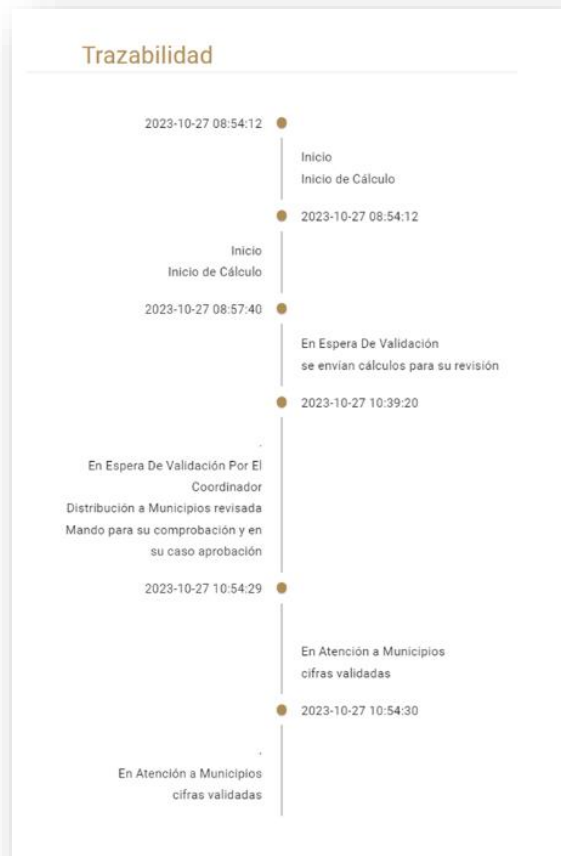 Trazabilidad
2023-10-27 08:54:12
Inicio
Inicio de Cálculo
2023-10-27 08:54:12
Inicio
Inicio de Cálculo
2023-10-27 08:57:40
En Espera De Validación
se envían cálculos para su revisión
2023-10-27 10:39:20
.
En Espera De Validación Por El
Coordinador
Distribución a Municipios revisada
Mando para su comprobación y en
su caso aprobación
2023-10-27 10:54:29
En Atención a Municipios
cifras validadas
2023-10-27 10:54:30
.
En Atención a Municipios
cifras validadas